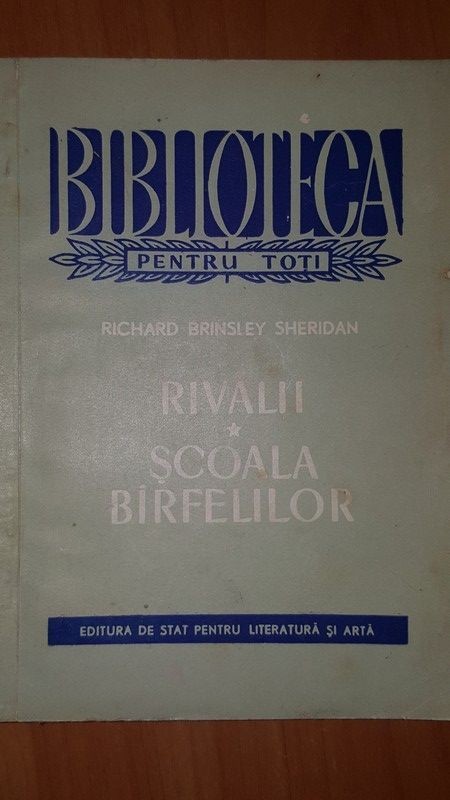 BIBLIOTECA
PENTRU TOȚI
RICHARD BRINSLEY SHERIDAN
RIVALII
★
ȘCOALA
BÎRFELILOR
EDITURA DE STAT PENTRU LITERATURĂ ȘI ARTĂ